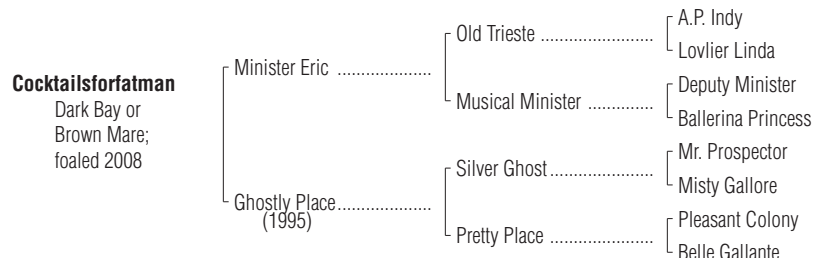 Cocktailsforfatman
Dark Bay or
Brown Mare;
foaled 2008
Minister Eric ....................
Ghostly Place ....................
(1995)
Old Trieste ......................
Musical Minister ..............
Silver Ghost .....................
Pretty Place .....................
A.P. Indy
Lovlier Linda
Deputy Minister
Ballerina Princess
Mr. Prospector
Misty Gallore
Pleasant Colony
Belle Gallante